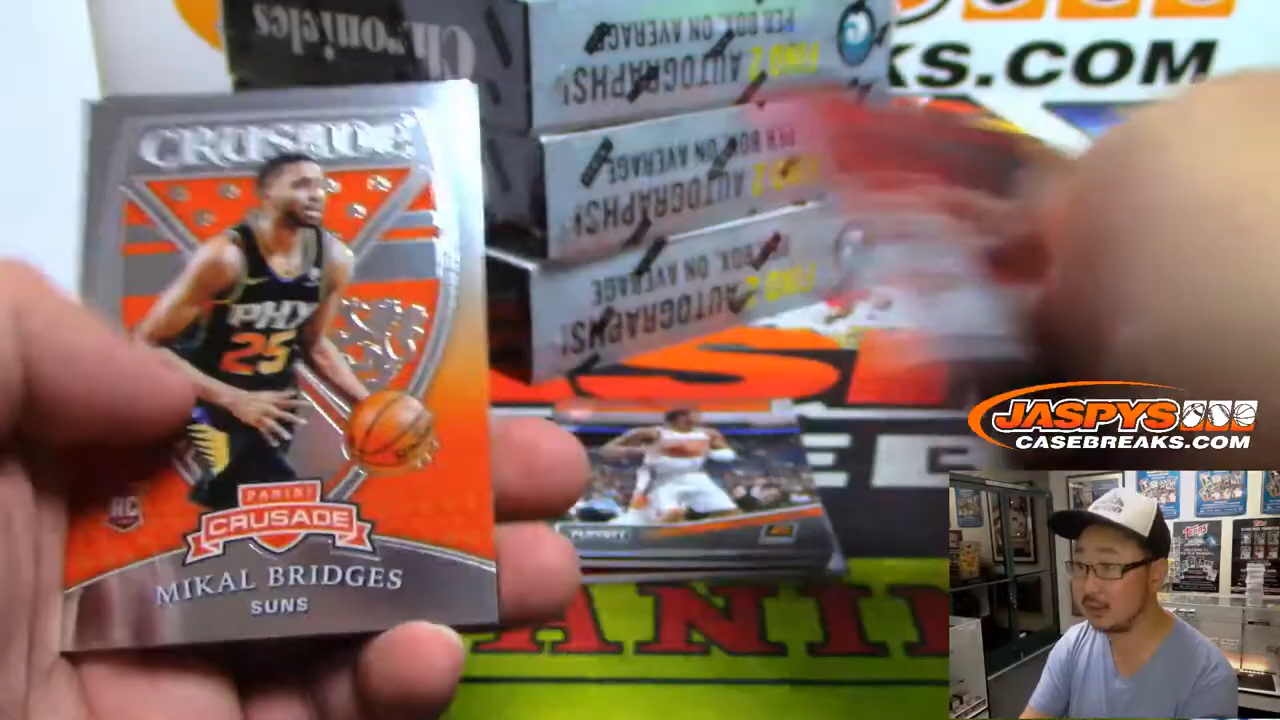 Chronicles
FIND 2
AUTOGRAPHS!
PER BOX, ON AVERAGE
KS.COM
CRUSADE
FIND 2
AUTOGRAPHS!
PER BOX, ON AVERAGE
PHX
25
FIND 2
AUTOGRAPHS!
BOX, ON AVERAGE
RC
PANINI
CRUSADE
MIKAL BRIDGES
SUNS
PLAYOFF
PANINI
JASPYS
CASEBREAKS.COM